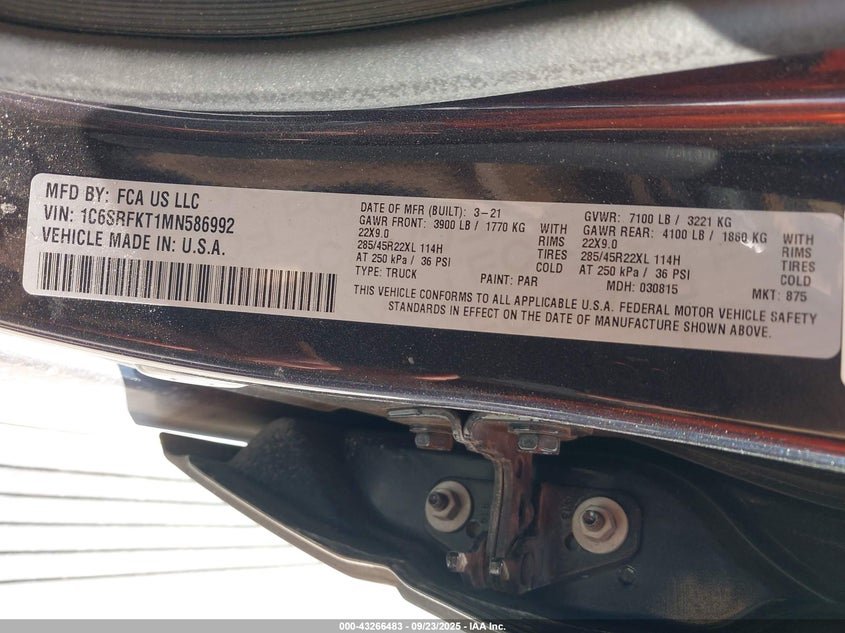 MFD BY: FCA US LLC
VIN: 1C6SRFKT1MN586992
VEHICLE MADE IN: U.S.A.
DATE OF MFR (BUILT): 3-21
GVWR: 7100 LB / 3221 KG
GAWR FRONT: 3900 LB / 1770 KG WITH
GAWR REAR: 4100 LB / 1860 KG WITH
22X9.0 RIMS
22X9.0 RIMS
285/45R22XL 114H TIRES
285/45R22XL 114H TIRES
AT 250 kPa / 36 PSI COLD
AT 250 kPa / 36 PSI COLD
TYPE: TRUCK PAINT: PAR MDH: 030815 MKT: 875
THIS VEHICLE CONFORMS TO ALL APPLICABLE U.S.A. FEDERAL MOTOR VEHICLE SAFETY
STANDARDS IN EFFECT ON THE DATE OF MANUFACTURE SHOWN ABOVE.
000-43266483 - 09/23/2025 - IAA Inc.